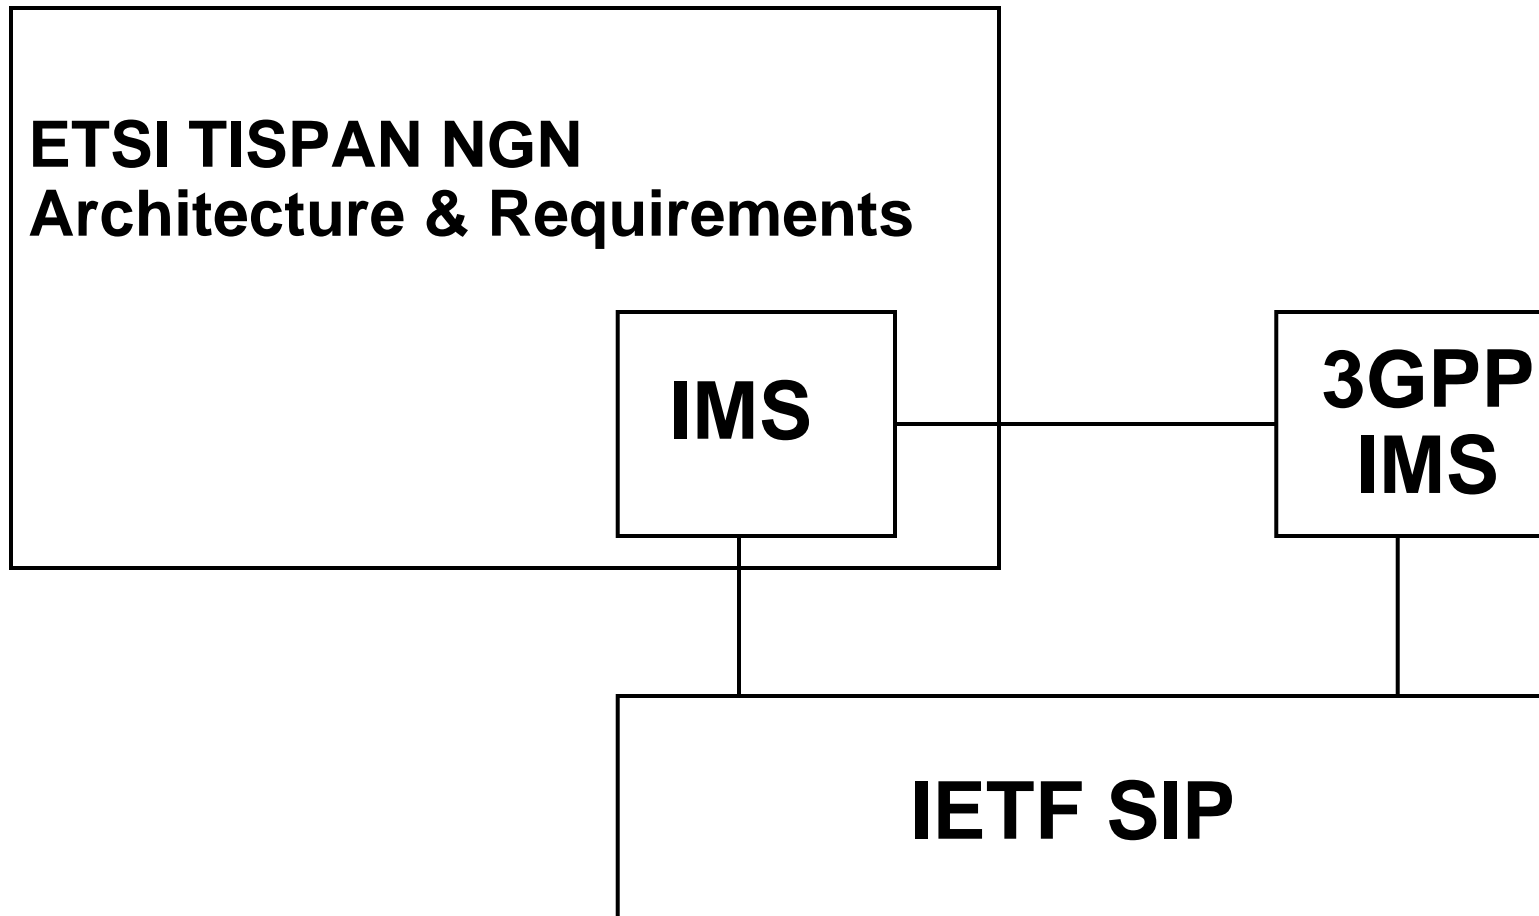 ETSI TISPAN NGN
Architecture & Requirements
IMS
3GPP
IMS
IETF SIP